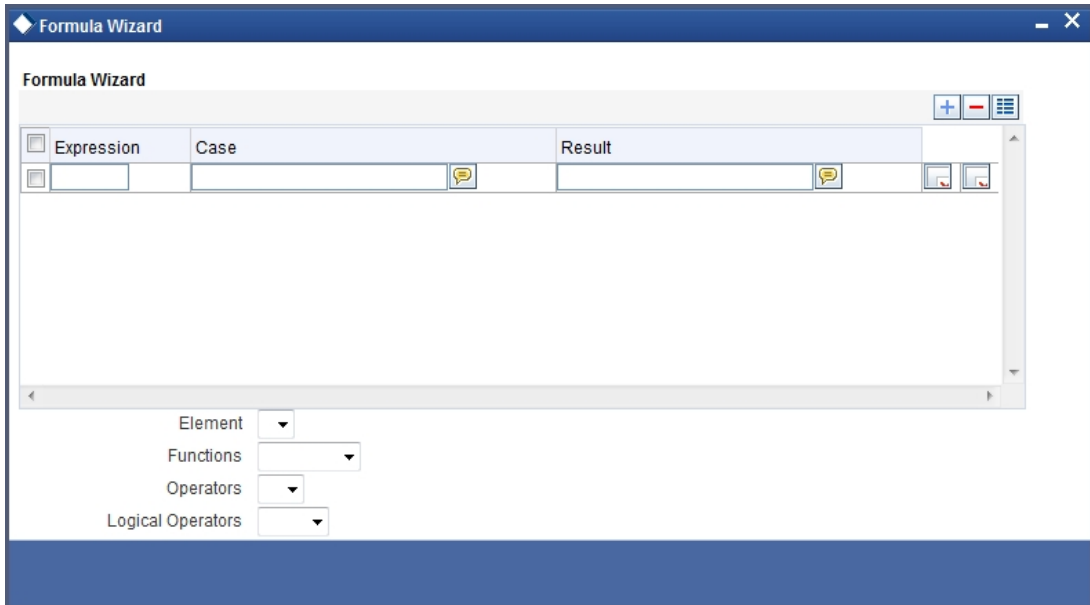 Formula Wizard
Formula Wizard
Expression Case Result
Element
Functions
Operators
Logical Operators